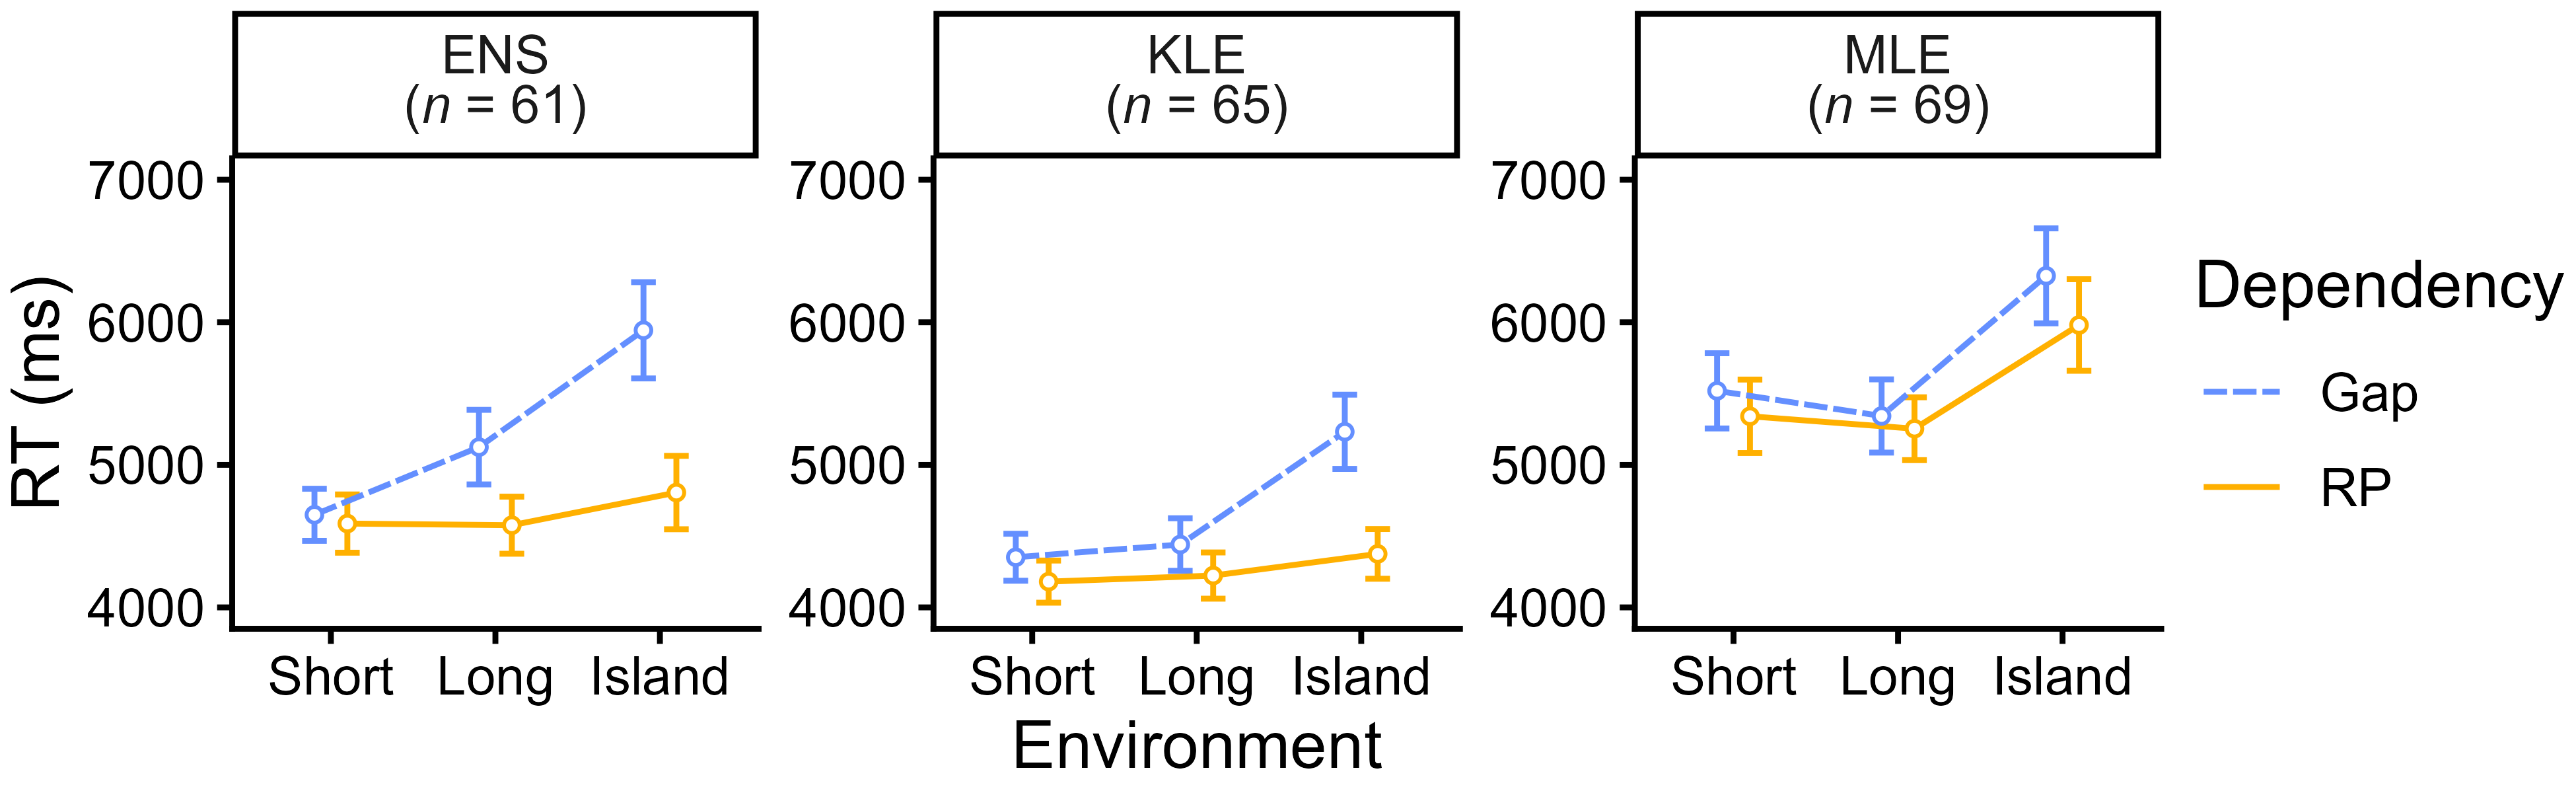 ENS
(n = 61)
KLE
(n = 65)
MLE
(n = 69)
RT (ms)
7000
6000
5000
4000
7000
6000
5000
4000
7000
6000
5000
4000
Short Long Island
Short Long Island
Short Long Island
Environment
Dependency
Gap
RP